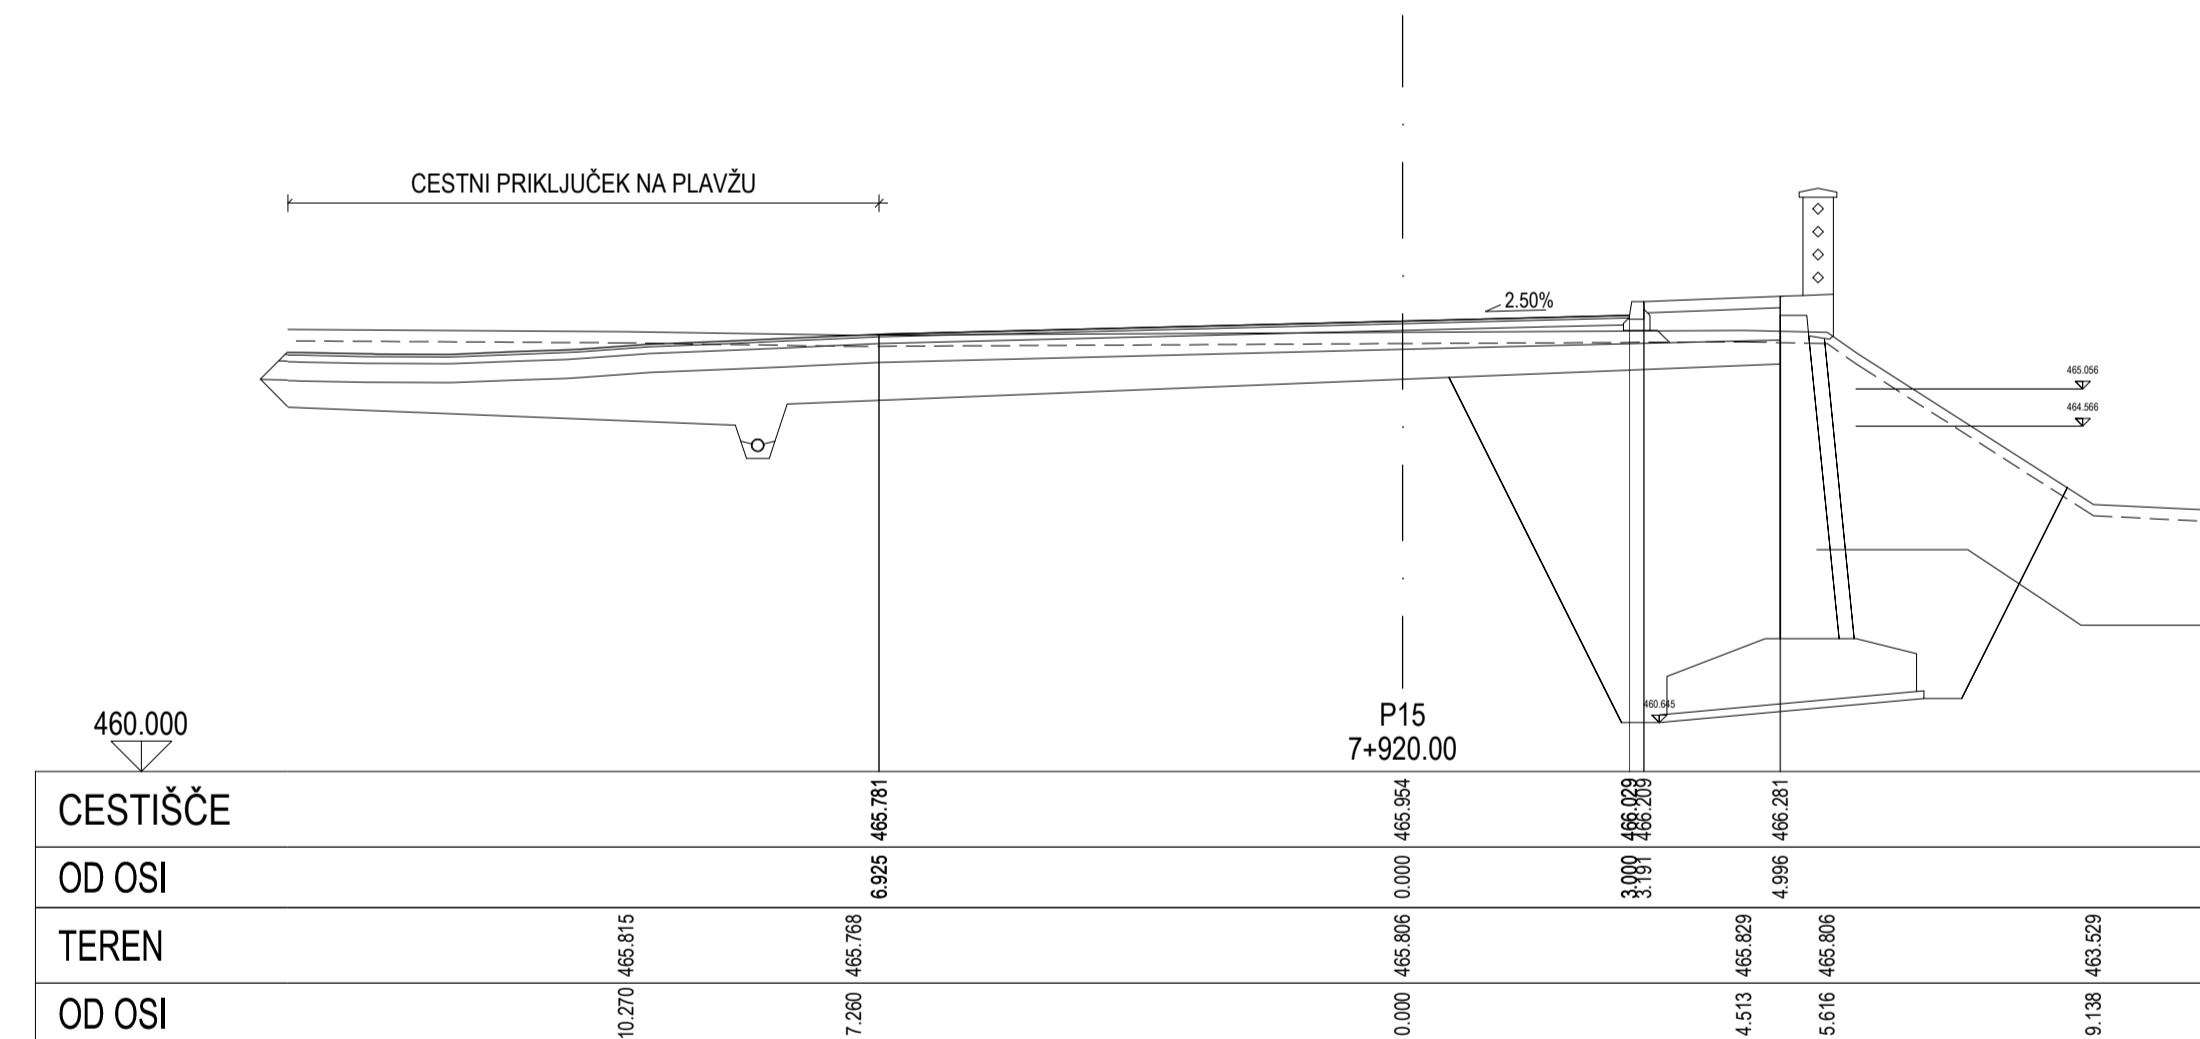 CESTNI PRIKLJUČEK NA PLAVŽU
2.50%
465.056
464.566
460.645
460.000
P15
7+920.00
CESTIŠČE 465.781 465.954 466.029 466.209 466.281
OD OSI 6.925 0.000 3.000 3.191 4.996
TEREN 465.815 465.768 465.806 465.829 465.806 463.529
OD OSI 10.270 7.260 0.000 4.513 5.616 9.138